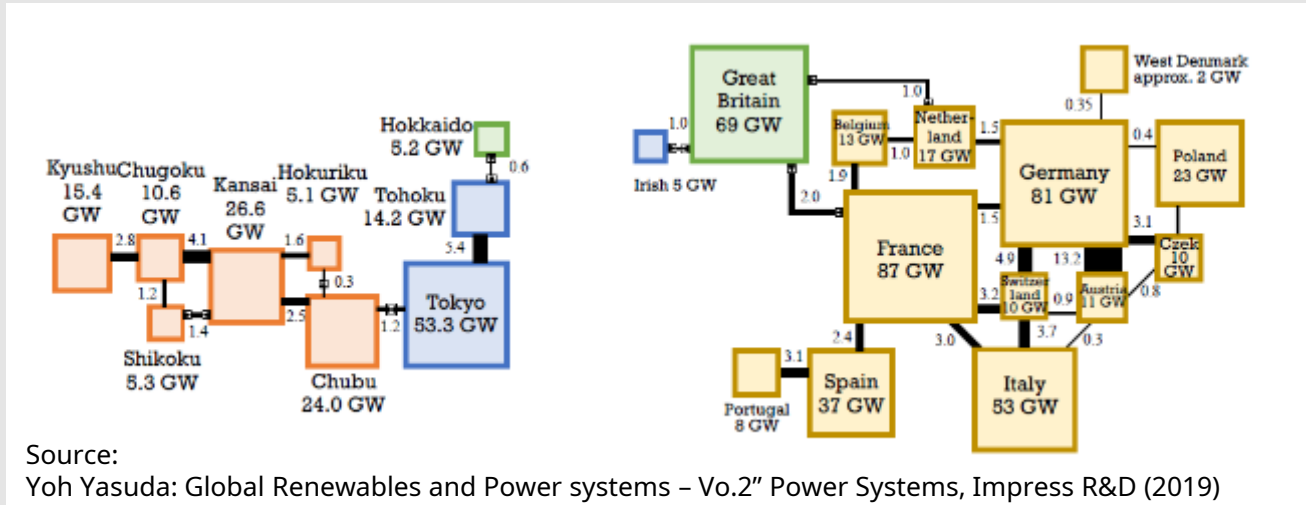 Hokkaido
5.2 GW
0.6
Kyushu
15.4
GW
Chugoku
10.6
GW
Kansai
26.6
GW
Hokuriku
5.1 GW
Tohoku
14.2 GW
2.8
4.1
1.6
5.4
0.3
1.2
1.4
2.5
1.2
Tokyo
53.3 GW
Shikoku
5.3 GW
Chubu
24.0 GW
Great
Britain
69 GW
West Denmark
approx. 2 GW
1.0
0.35
1.0
Belgium
13 GW
Nether-
land
17 GW
1.5
0.4
1.0
Irish 5 GW
Germany
81 GW
Poland
23 GW
1.9
2.0
1.5
3.1
France
87 GW
4.9
13.2
Czek
10
GW
Switzer
land
10 GW
Austria
11 GW
3.2
0.9
0.8
2.4
3.0
3.7
0.3
3.1
Portugal
8 GW
Spain
37 GW
Italy
53 GW
Source:
Yoh Yasuda: Global Renewables and Power systems – Vo.2” Power Systems, Impress R&D (2019)